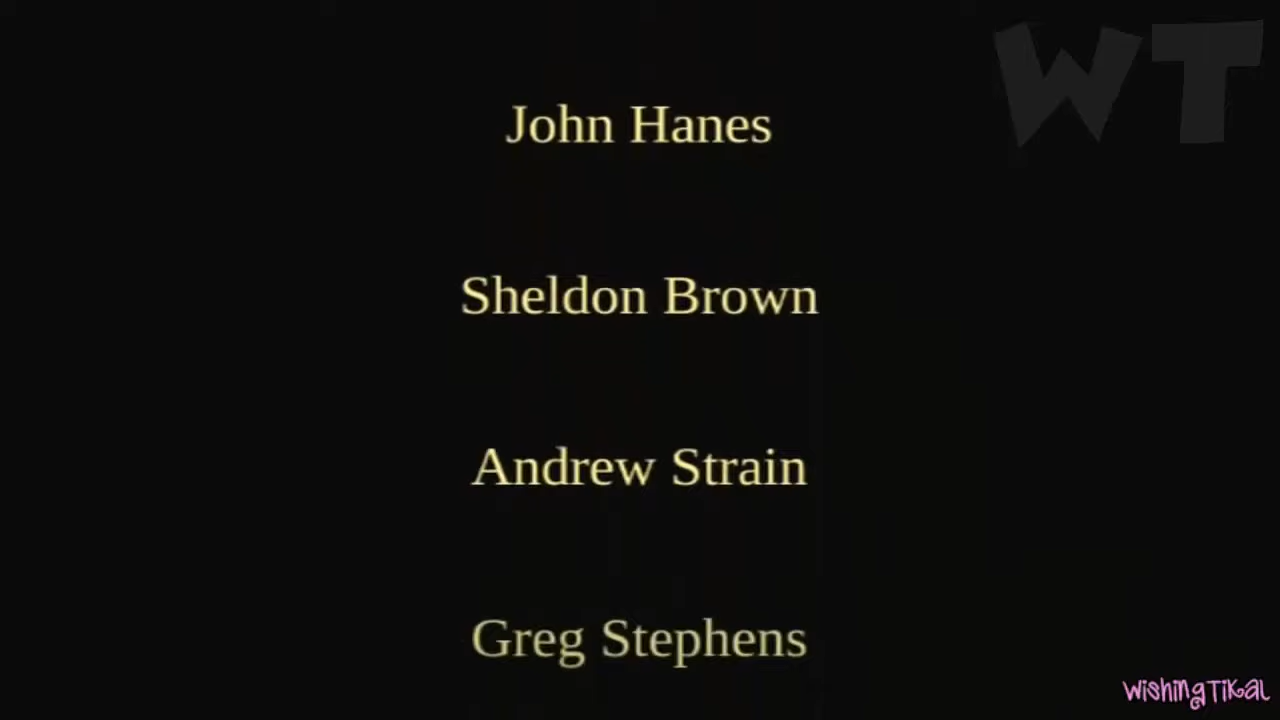 WT
John Hanes
Sheldon Brown
Andrew Strain
Greg Stephens
WishingTikal